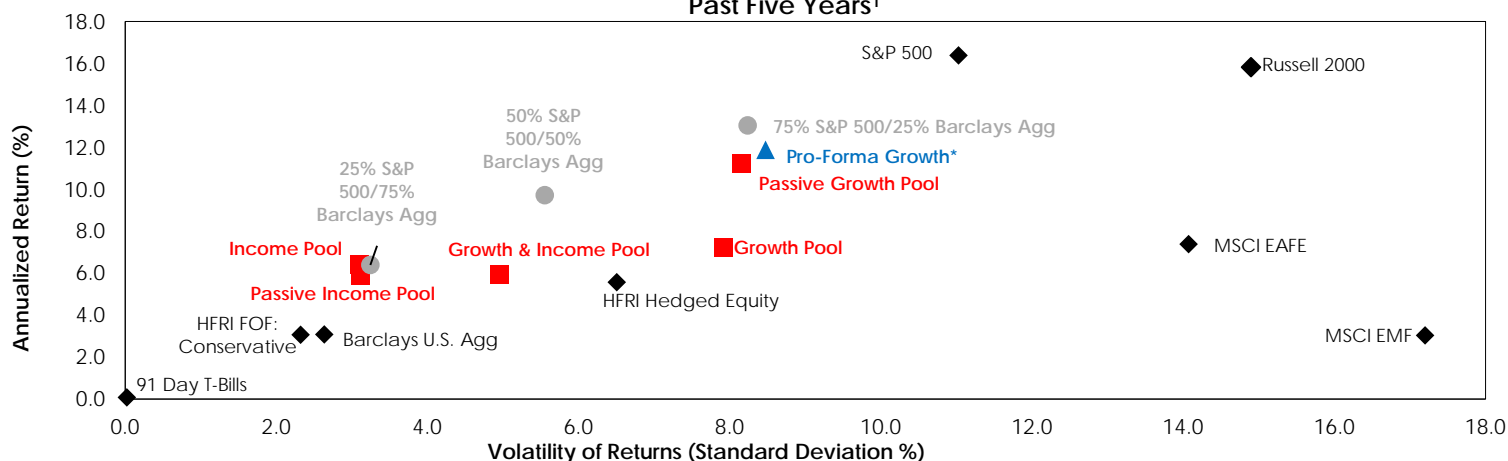 Past Five Years¹
18.0
16.0
14.0
12.0
10.0
8.0
6.0
4.0
2.0
0.0
Annualized Return (%)
S&P 500
Russell 2000
50% S&P
500/50%
Barclays Agg
75% S&P 500/25% Barclays Agg
Pro-Forma Growth*
Passive Growth Pool
25% S&P
500/75%
Barclays Agg
Income Pool
Growth & Income Pool
Growth Pool
MSCI EAFE
Passive Income Pool
HFRI Hedged Equity
HFRI FOF:
Conservative
Barclays U.S. Agg
MSCI EMF
91 Day T-Bills
0.0 2.0 4.0 6.0 8.0 10.0 12.0 14.0 16.0 18.0
Volatility of Returns (Standard Deviation %)